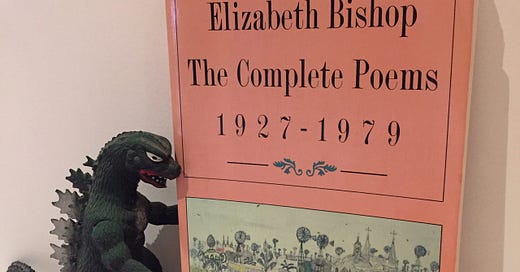 Elizabeth Bishop
The Complete Poems
1927-1979